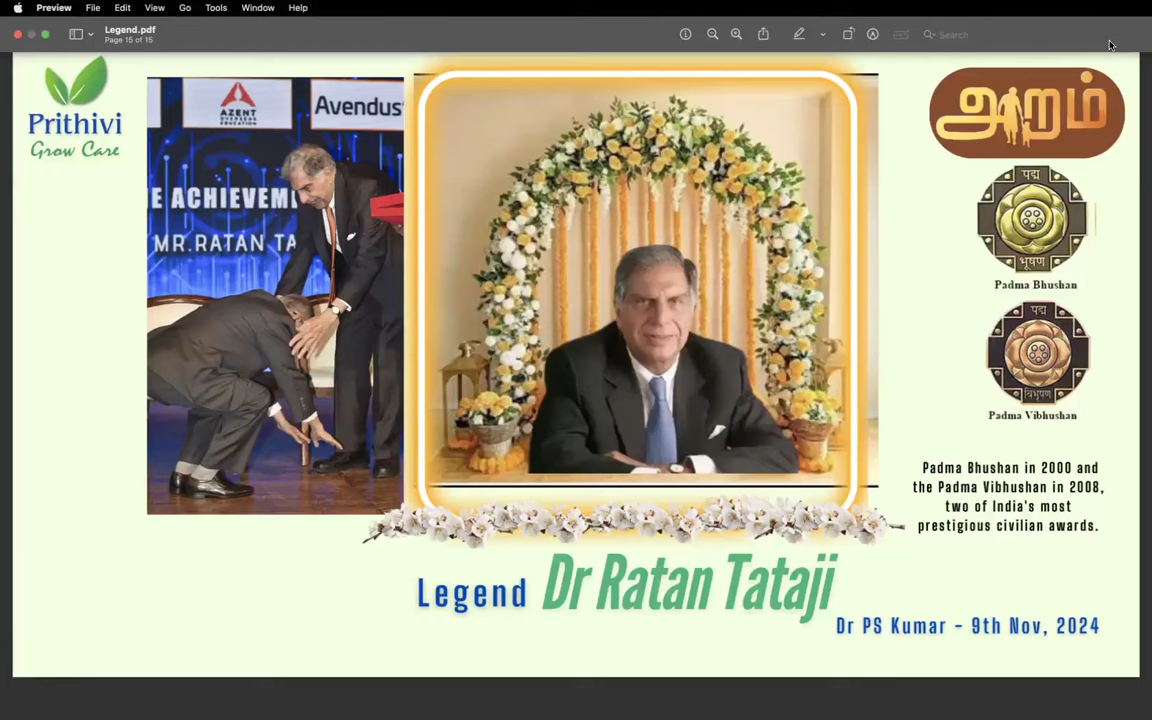 Preview File Edit View Go Tools Window Help
Legend.pdf
Page 15 of 15
Search
Prithivi
Grow Care
AZENT
OVERSEAS
EDUCATION
Avendus
E ACHIEVEM
MR.RATAN TA
அறம்
पद्म
भूषण
Padma Bhushan
पद्म
विभूषण
Padma Vibhushan
Padma Bhushan in 2000 and
the Padma Vibhushan in 2008,
two of India's most
prestigious civilian awards.
Legend Dr Ratan Tataji
Dr PS Kumar - 9th Nov, 2024